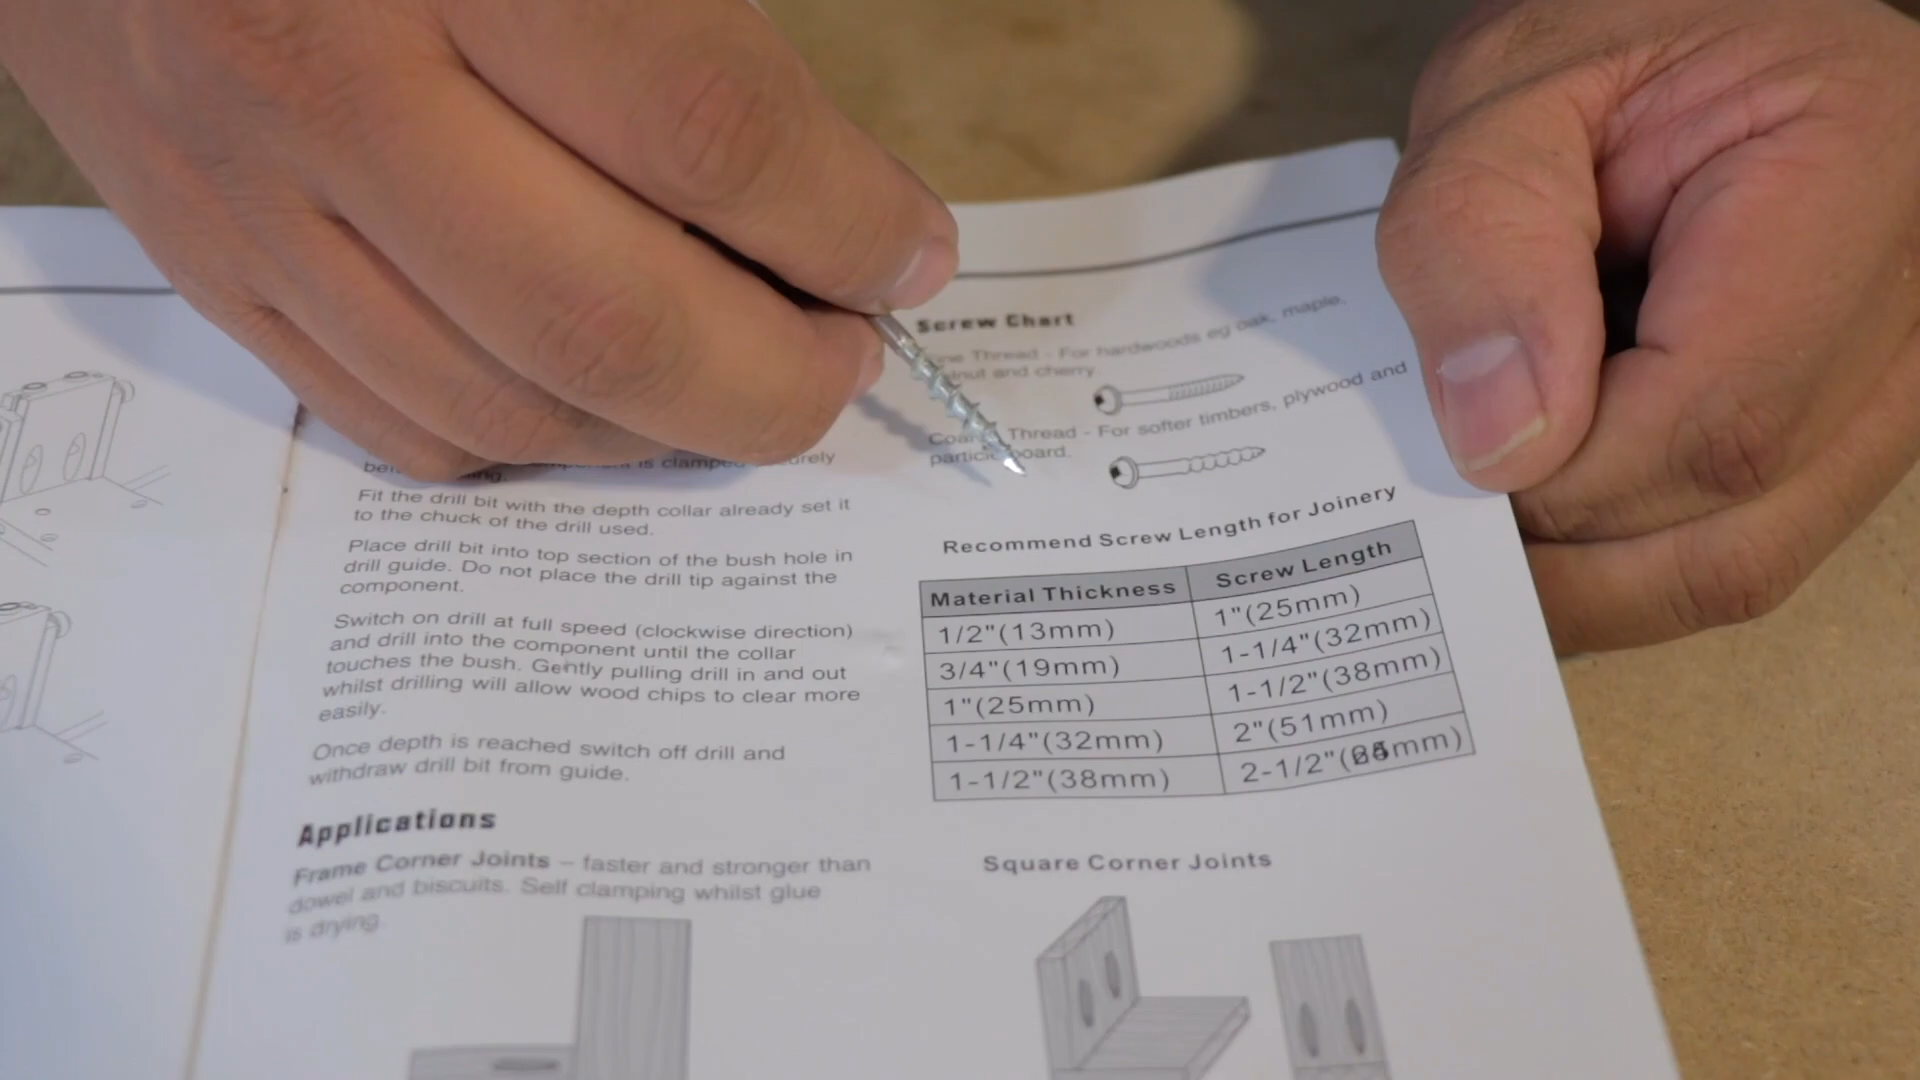 is clamped
Fit the drill bit with the depth collar already set it
to the chuck of the drill used.
Place drill bit into top section of the bush hole in
drill guide. Do not place the drill tip against the
component.
Switch on drill at full speed (clockwise direction)
and drill into the component until the collar
touches the bush. Gently pulling drill in and out
whilst drilling will allow wood chips to clear more
easily.
Once depth is reached switch off drill and
withdraw drill bit from guide.
Applications
Frame Corner Joints – faster and stronger than
dowel and biscuits. Self clamping whilst glue
is drying.
Screw Chart
Thread - For hardwoods eg oak, maple,
and cherry.
Thread - For softer timbers, plywood and
Recommend Screw Length for Joinery
Material Thickness Screw Length
1/2"(13mm) 1"(25mm)
3/4"(19mm) 1-1/4"(32mm)
1"(25mm) 1-1/2"(38mm)
1-1/4"(32mm) 2"(51mm)
1-1/2"(38mm)
Square Corner Joints